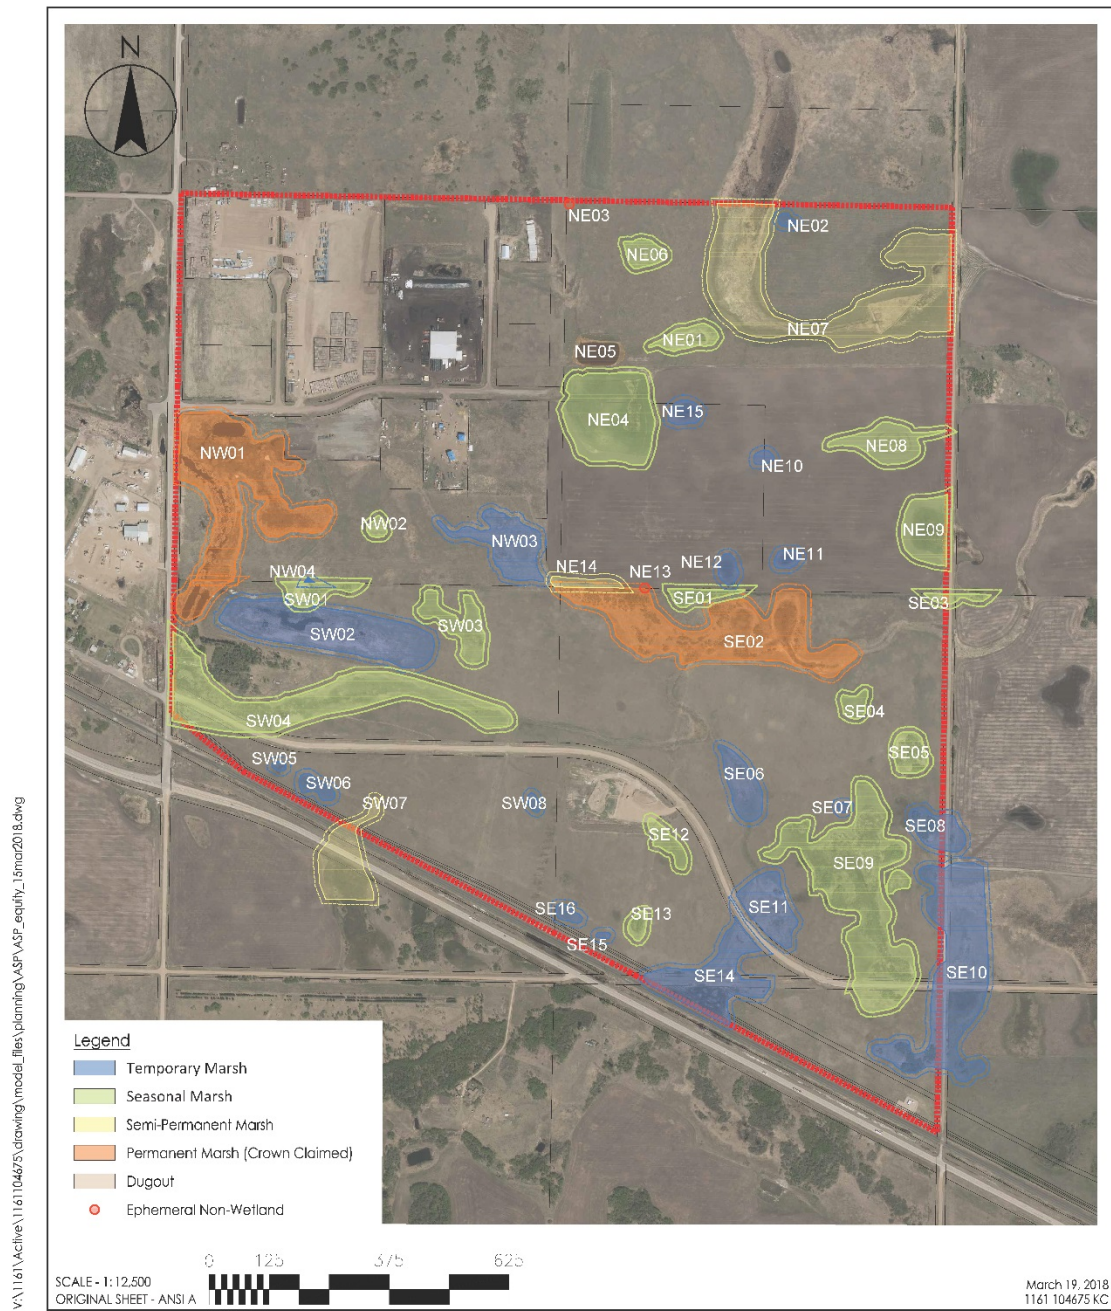 N
NE03
NE02
NE06
NE07
NE01
NE05
NE04
NE15
NE08
NE10
NW01
NW02
NW03
NE09
NE12
NE11
NE14
NE13
NW04
SW01
SE01
SE03
SW03
SW02
SE02
SW04
SE04
SE05
SW05
SW06
SW07
SW08
SE06
SE07
SE08
SE12
SE09
SE16
SE13
SE11
SE15
SE14
SE10
Legend
Temporary Marsh
Seasonal Marsh
Semi-Permanent Marsh
Permanent Marsh (Crown Claimed)
Dugout
Ephemeral Non-Wetland
0 125 375 625
SCALE - 1:12,500
ORIGINAL SHEET - ANSI A
March 19, 2018
1161 104675 KC
V:\1161\Active\1161104675\drawing\model_files\planning\ASP\ASP_equity_15mar2018.dwg